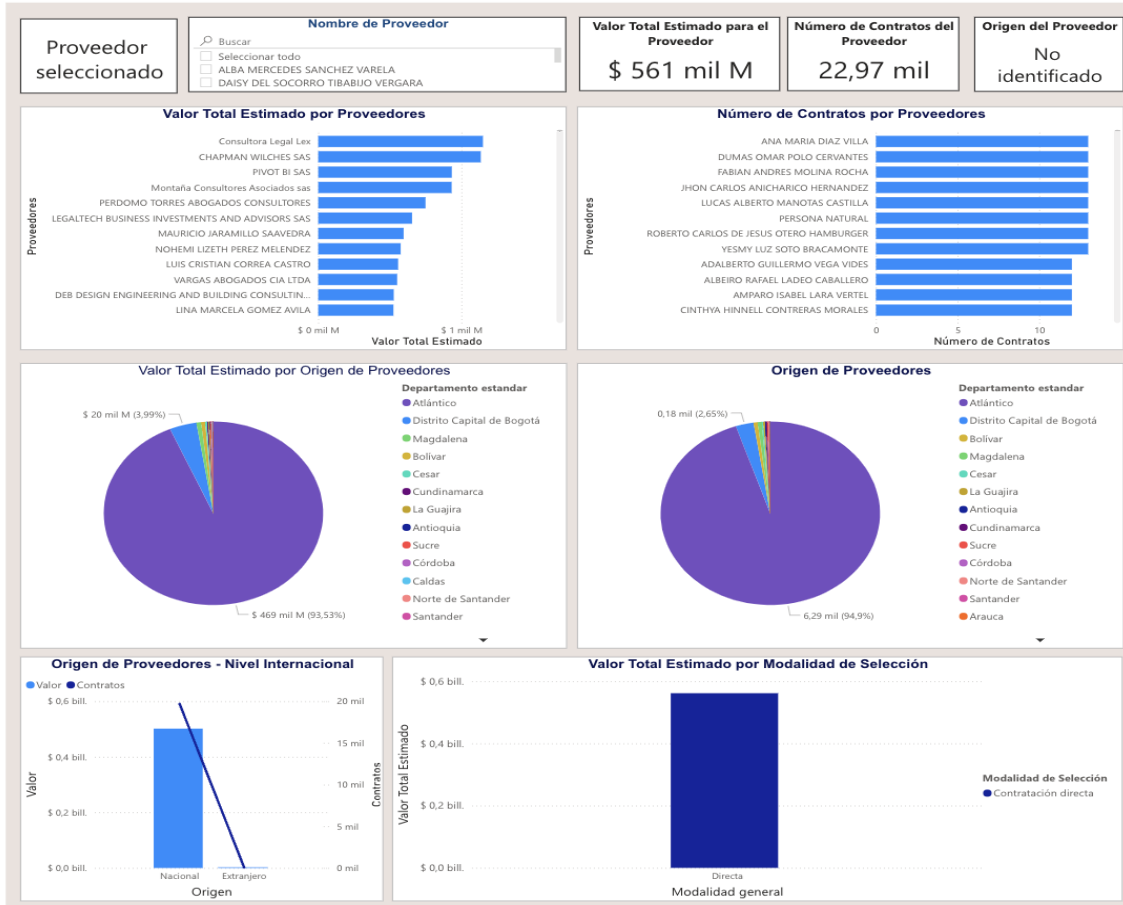 Proveedor
seleccionado
Nombre de Proveedor
Buscar
Seleccionar todo
ALBA MERCEDES SANCHEZ VARELA
DAISY DEL SOCORRO TIBABIJO VERGARA
Valor Total Estimado para el
Proveedor
$ 561 mil M
Número de Contratos del
Proveedor
22,97 mil
Origen del Proveedor
No
identificado
Valor Total Estimado por Proveedores
Proveedores
Consultora Legal Lex
CHAPMAN WILCHES SAS
PIVOT BI SAS
Montaña Consultores Asociados sas
PERDOMO TORRES ABOGADOS CONSULTORES
LEGALTECH BUSINESS INVESTMENTS AND ADVISORS SAS
MAURICIO JARAMILLO SAAVEDRA
NOHEMI LIZETH PEREZ MELENDEZ
LUIS CRISTIAN CORREA CASTRO
VARGAS ABOGADOS CIA LTDA
DEB DESIGN ENGINEERING AND BUILDING CONSULTIN...
LINA MARCELA GOMEZ AVILA
$ 0 mil M
$ 1 mil M
Valor Total Estimado
Número de Contratos por Proveedores
Proveedores
ANA MARIA DIAZ VILLA
DUMAS OMAR POLO CERVANTES
FABIAN ANDRES MOLINA ROCHA
JHON CARLOS ANICHARICO HERNANDEZ
LUCAS ALBERTO MANOTAS CASTILLA
PERSONA NATURAL
ROBERTO CARLOS DE JESUS OTERO HAMBURGER
YESMY LUZ SOTO BRACAMONTE
ADALBERTO GUILLERMO VEGA VIDES
ALBEIRO RAFAEL LADEO CABALLERO
AMPARO ISABEL LARA VERTEL
CINTHYA HINNELL CONTRERAS MORALES
0
5
10
Número de Contratos
Valor Total Estimado por Origen de Proveedores
$ 20 mil M (3,99%)
$ 469 mil M (93,53%)
Departamento estandar
Atlántico
Distrito Capital de Bogotá
Magdalena
Bolívar
Cesar
Cundinamarca
La Guajira
Antioquia
Sucre
Córdoba
Caldas
Norte de Santander
Santander
Origen de Proveedores
0,18 mil (2,65%)
6,29 mil (94,9%)
Departamento estandar
Atlántico
Distrito Capital de Bogotá
Bolívar
Magdalena
Cesar
La Guajira
Antioquia
Cundinamarca
Sucre
Córdoba
Norte de Santander
Santander
Arauca
Origen de Proveedores - Nivel Internacional
Valor
Contratos
$ 0,6 bill.
$ 0,4 bill.
$ 0,2 bill.
$ 0,0 bill.
Valor
20 mil
15 mil
10 mil
5 mil
0 mil
Contratos
Nacional
Extranjero
Origen
Valor Total Estimado por Modalidad de Selección
Valor Total Estimado
$ 0,6 bill.
$ 0,4 bill.
$ 0,2 bill.
$ 0,0 bill.
Directa
Modalidad general
Modalidad de Selección
Contratación directa